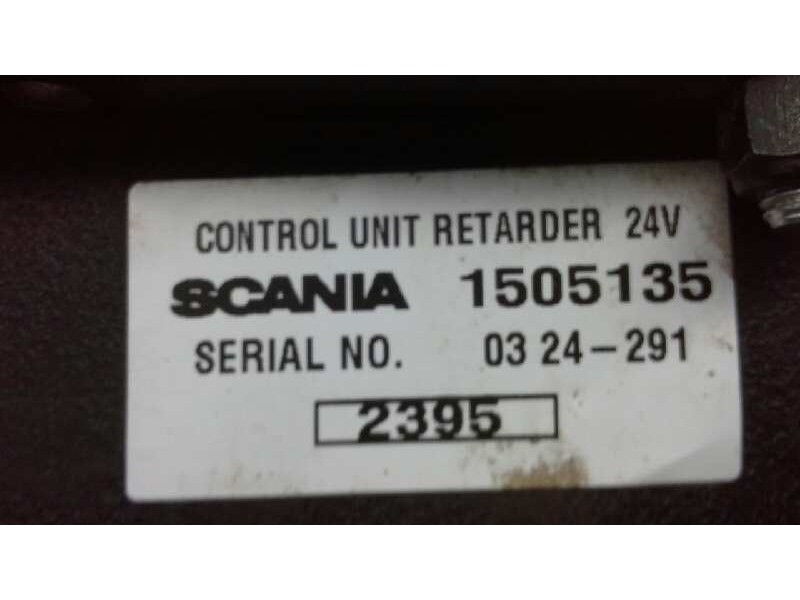 CONTROL UNIT RETARDER 24V
SCANIA 1505135
SERIAL NO. 03 24-291
2395